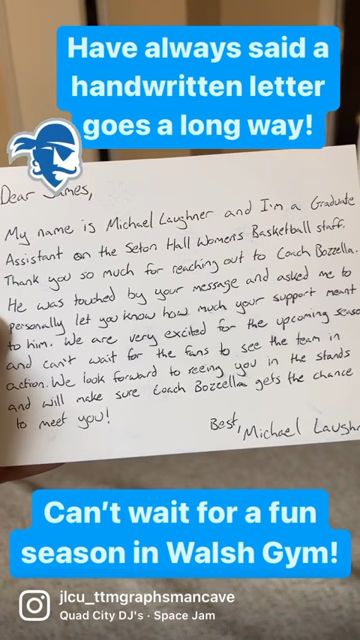 Have always said a
handwritten letter
goes a long way!
Dear James,
My name is Michael Laughner and I'm a Graduate
Assistant on the Seton Hall Women's Basketball staff.
Thank you so much for reaching out to Coach Bozzella.
He was touched by your message and asked me to
personally let you know how much your support meant
to him. We are very excited for the upcoming season
and can't wait for the fans to see the team in
action. We look forward to seeing you in the stands
and will make sure Coach Bozzella gets the chance
to meet you!
Best,
Michael Laughn
Can't wait for a fun
season in Walsh Gym!
jlcu_ttmgraphsmancave
Quad City DJ's · Space Jam